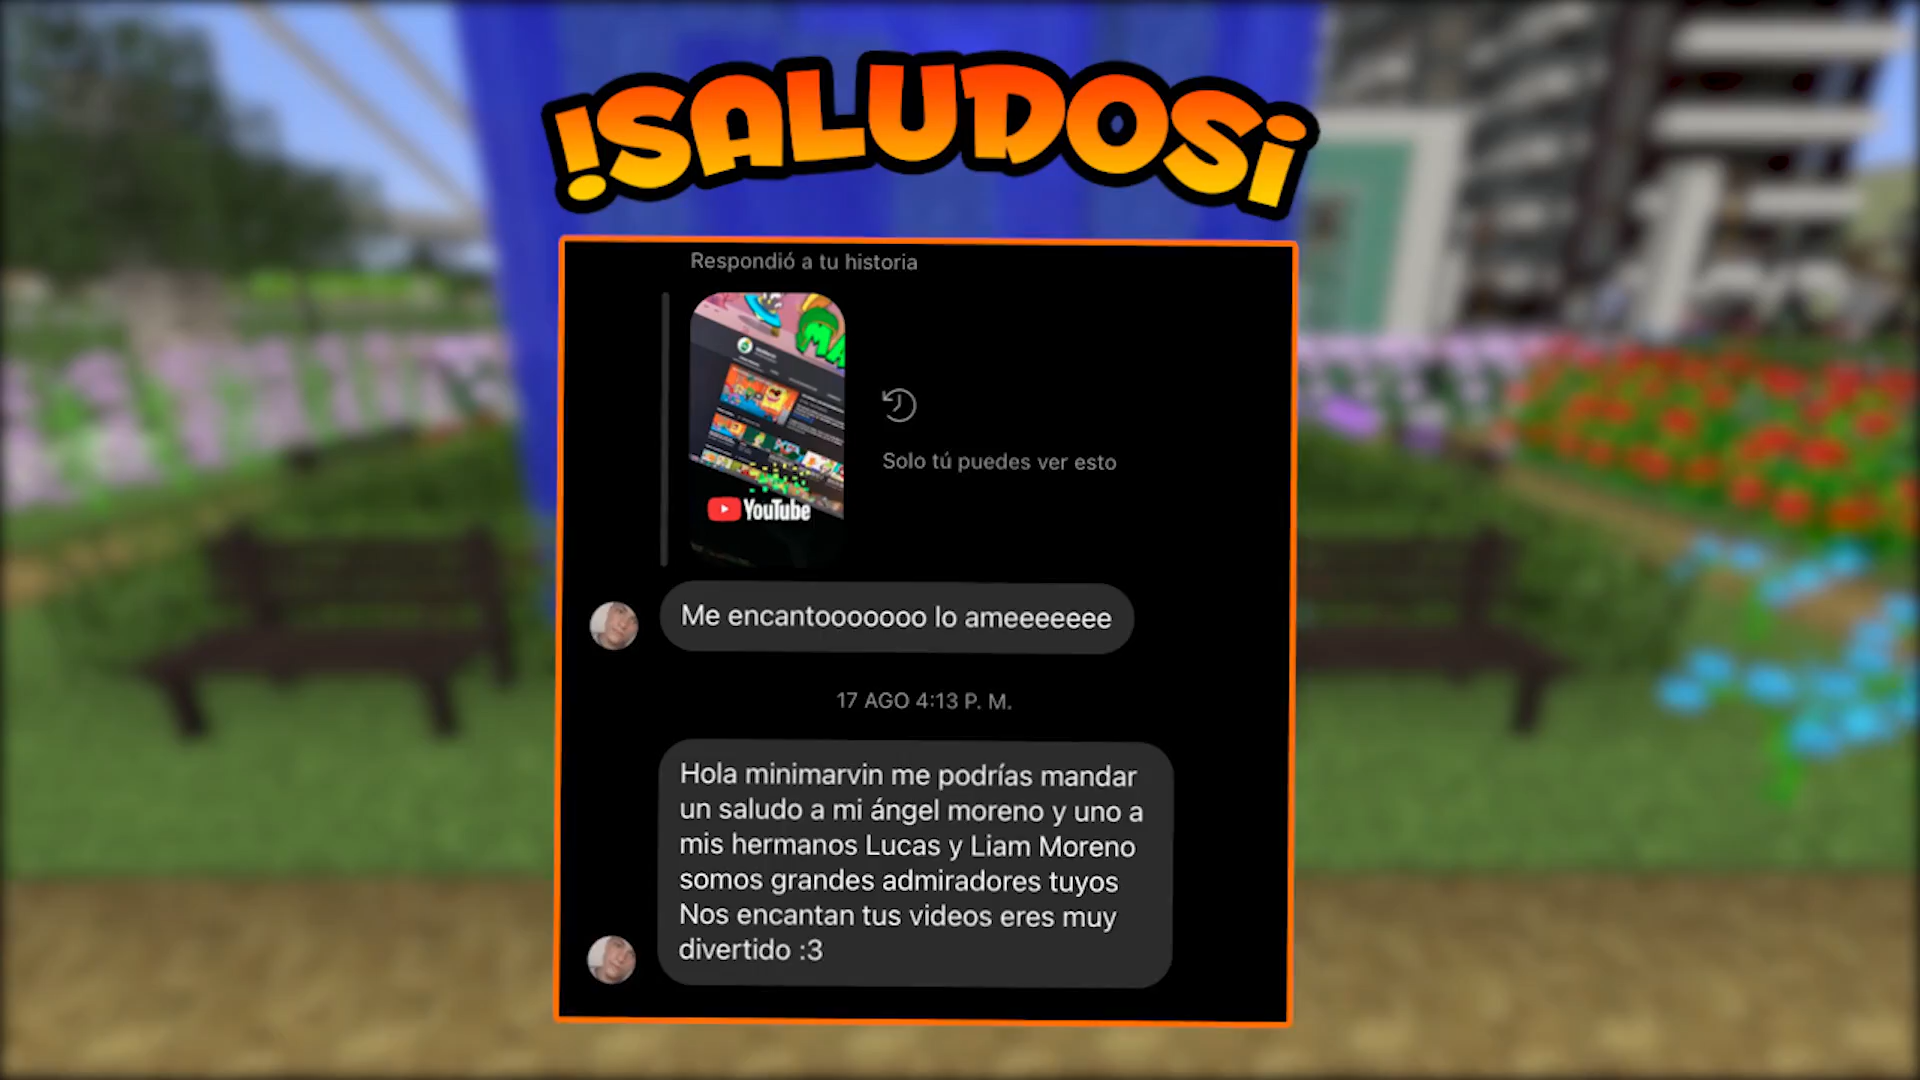 !SALUDOS¡
Respondió a tu historia
MA
Solo tú puedes ver esto
YouTube
Me encantooooooo lo ameeeeeee
17 AGO 4:13 P. M.
Hola minimarvin me podrías mandar
un saludo a mi ángel moreno y uno a
mis hermanos Lucas y Liam Moreno
somos grandes admiradores tuyos
Nos encantan tus videos eres muy
divertido :3